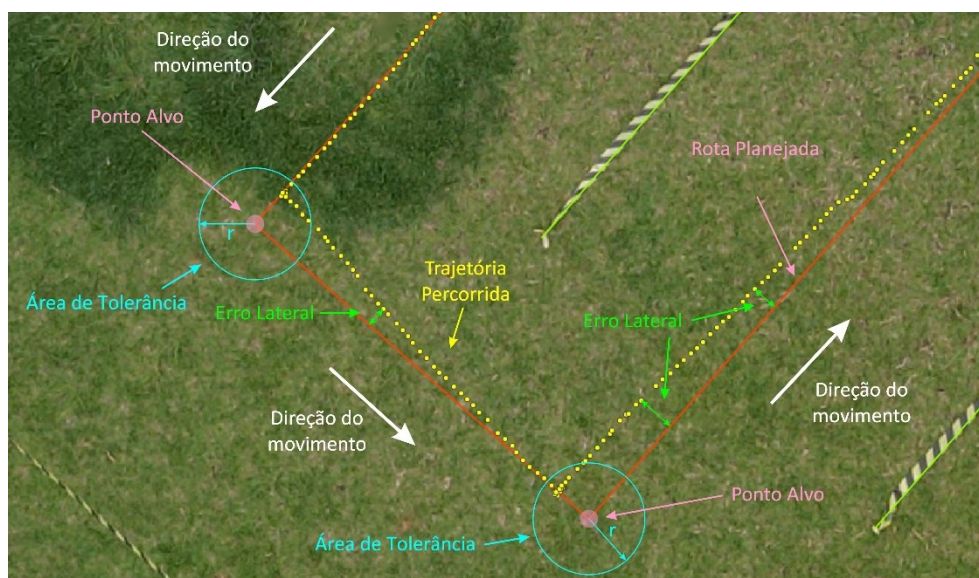 Direção do
movimento
Ponto Alvo
Rota Planejada
r
Área de Tolerância
Trajetória
Percorrida
Erro Lateral
Erro Lateral
Direção do
movimento
Direção do
movimento
Ponto Alvo
r
Área de Tolerância